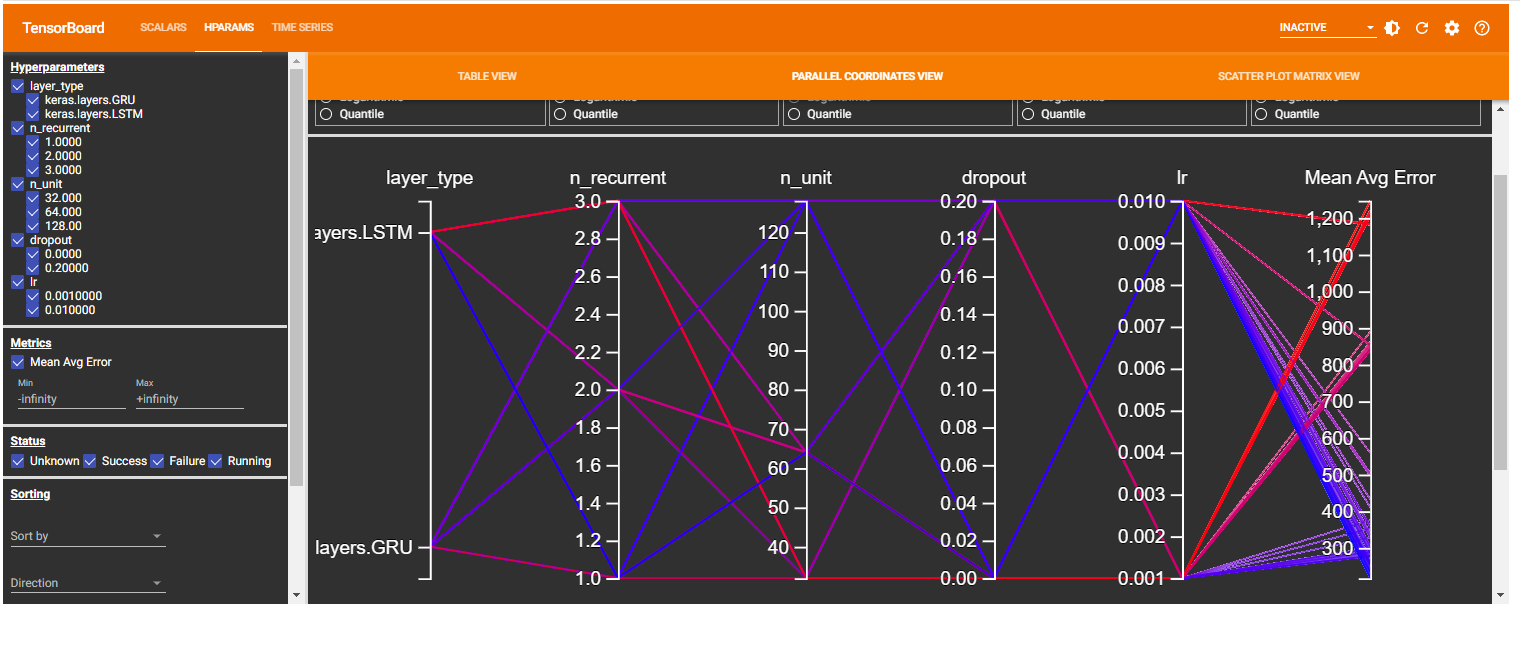 TensorBoard
SCALARS
HPARAMS
TIME SERIES
INACTIVE
Hyperparameters
layer_type
keras.layers.GRU
keras.layers.LSTM
n_recurrent
1.0000
2.0000
3.0000
n_unit
32.000
64.000
128.00
dropout
0.0000
0.20000
lr
0.0010000
0.010000
Metrics
Mean Avg Error
Min
Max
-infinity
+infinity
Status
Unknown
Success
Failure
Running
Sorting
Sort by
Direction
TABLE VIEW
PARALLEL COORDINATES VIEW
SCATTER PLOT MATRIX VIEW
Quantile
Quantile
Quantile
Quantile
Quantile
layer_type
ayers.LSTM
layers.GRU
n_recurrent
3.0
2.8
2.6
2.4
2.2
2.0
1.8
1.6
1.4
1.2
1.0
n_unit
120
110
100
90
80
70
60
50
40
dropout
0.20
0.18
0.16
0.14
0.12
0.10
0.08
0.06
0.04
0.02
0.00
lr
0.010
0.009
0.008
0.007
0.006
0.005
0.004
0.003
0.002
0.001
Mean Avg Error
1,200
1,100
1,000
900
800
700
600
500
400
300